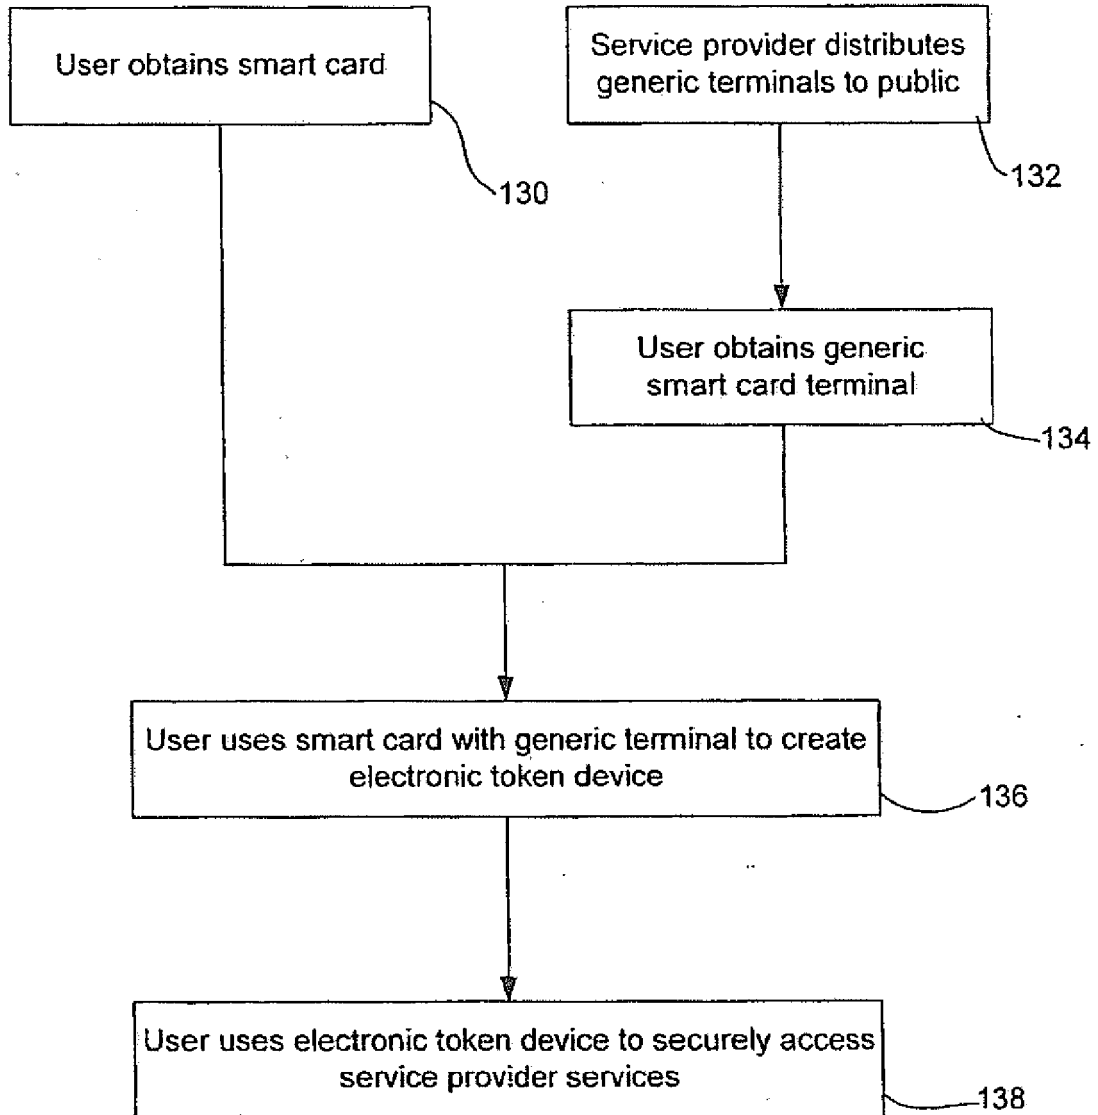 User obtains smart card
130
Service provider distributes
generic terminals to public
132
User obtains generic
smart card terminal
134
User uses smart card with generic terminal to create
electronic token device
136
User uses electronic token device to securely access
service provider services
138